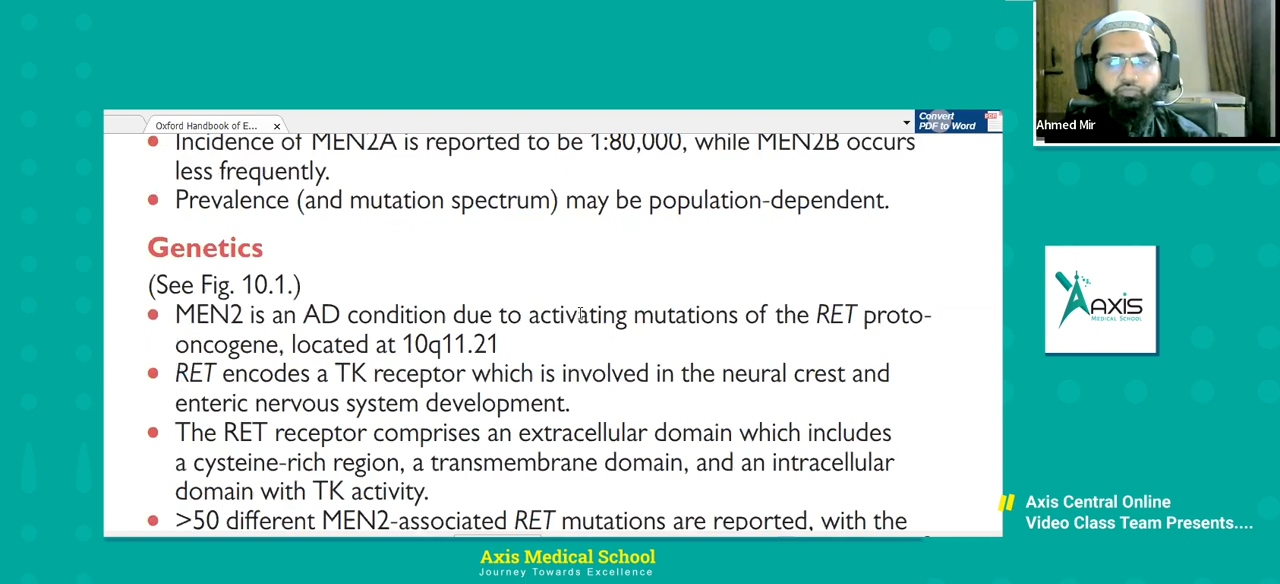 Oxford Handbook of E...
Convert
PDF to Word
Ahmed Mir
Incidence of MEN2A is reported to be 1:80,000, while MEN2B occurs
less frequently.
Prevalence (and mutation spectrum) may be population-dependent.
Genetics
(See Fig. 10.1.)
MEN2 is an AD condition due to activating mutations of the RET proto-
oncogene, located at 10q11.21
RET encodes a TK receptor which is involved in the neural crest and
enteric nervous system development.
The RET receptor comprises an extracellular domain which includes
a cysteine-rich region, a transmembrane domain, and an intracellular
domain with TK activity.
>50 different MEN2-associated RET mutations are reported, with the
AXIS
MEDICAL SCHOOL
Axis Central Online
Video Class Team Presents....
Axis Medical School
Journey Towards Excellence